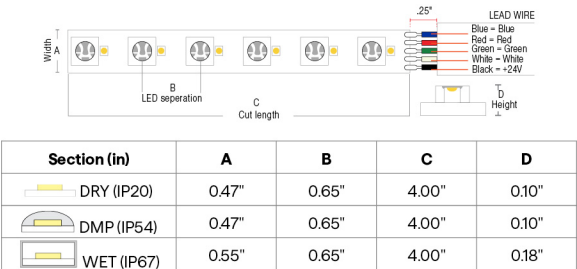 .25"
LEAD WIRE
Blue = Blue
Red = Red
Green = Green
White = White
Black = +24V
Width
A
B
LED seperation
C
Cut length
D
Height
Section (in) A B C D
DRY (IP20) 0.47" 0.65" 4.00" 0.10"
DMP (IP54) 0.47" 0.65" 4.00" 0.10"
WET (IP67) 0.55" 0.65" 4.00" 0.18"